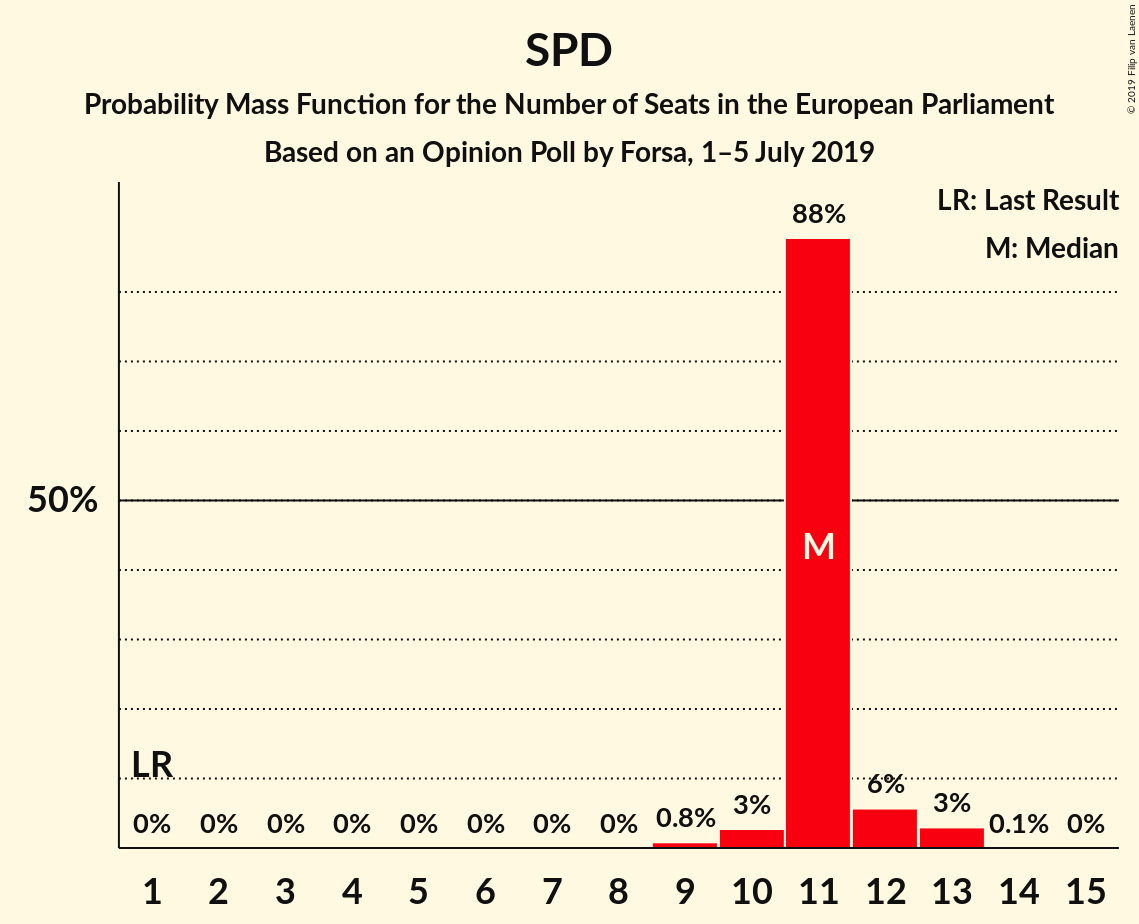 SPD
Probability Mass Function for the Number of Seats in the European Parliament
Based on an Opinion Poll by Forsa, 1–5 July 2019
© 2019 Filip van Laenen
LR: Last Result
M: Median
88%
50%
M
LR
0% 0% 0% 0% 0% 0% 0% 0% 0.8% 3% 6% 3% 0.1% 0%
1 2 3 4 5 6 7 8 9 10 11 12 13 14 15